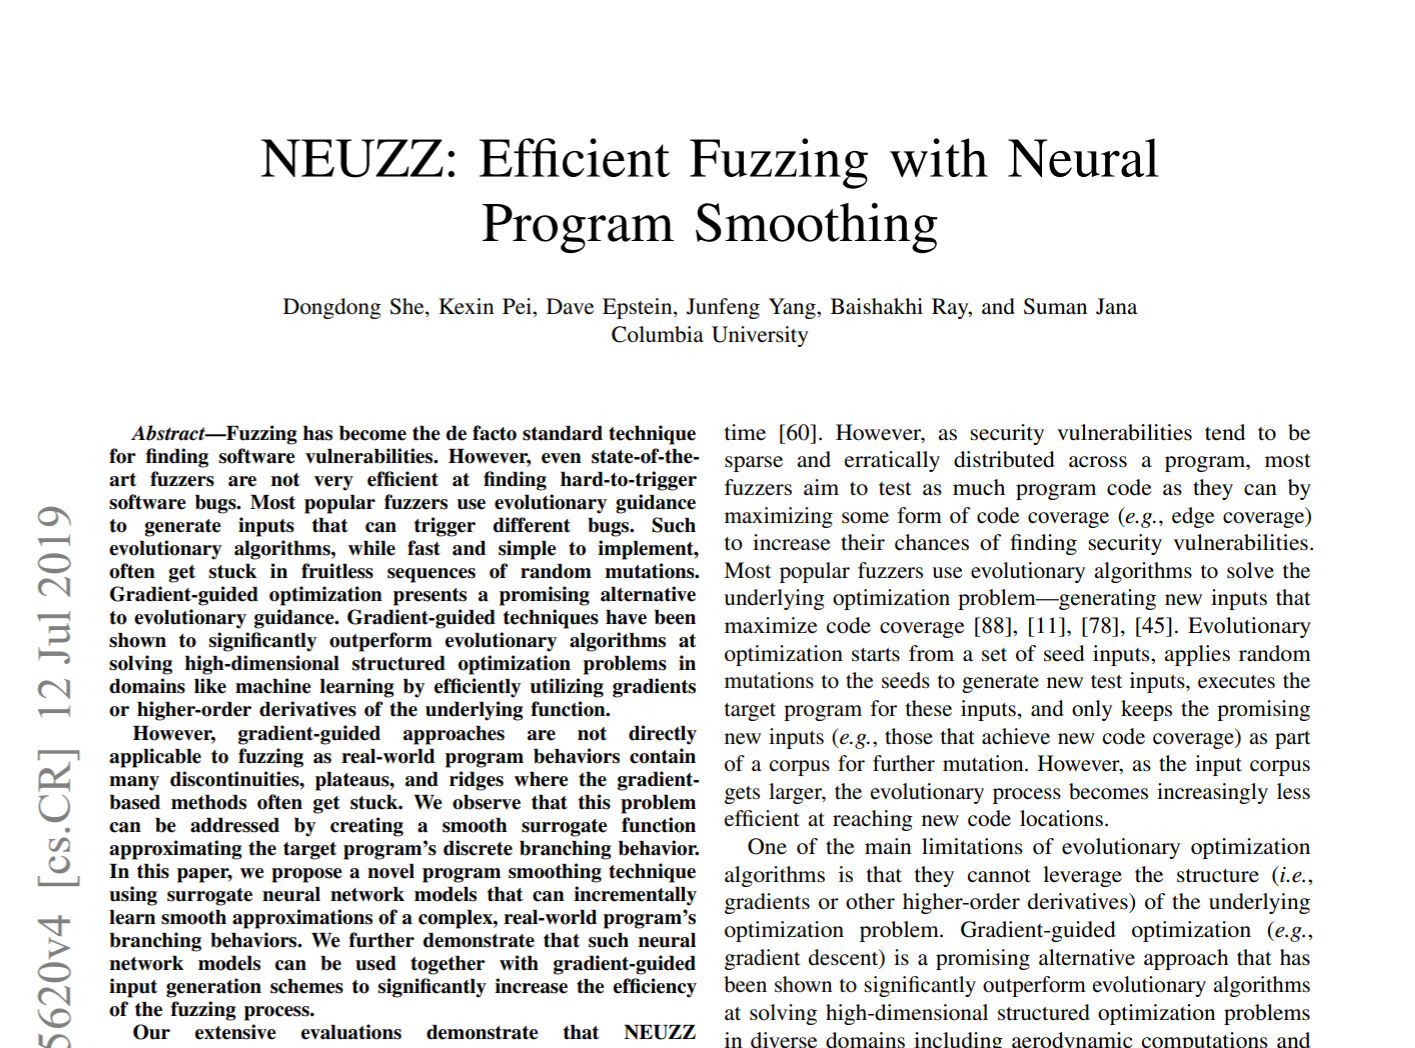 NEUZZ: Efficient Fuzzing with Neural
Program Smoothing
Dongdong She, Kexin Pei, Dave Epstein, Junfeng Yang, Baishakhi Ray, and Suman Jana
Columbia University
5620v4 [cs.CR] 12 Jul 2019
Abstract—Fuzzing has become the de facto standard technique
for finding software vulnerabilities. However, even state-of-the-
art fuzzers are not very efficient at finding hard-to-trigger
software bugs. Most popular fuzzers use evolutionary guidance
to generate inputs that can trigger different bugs. Such
evolutionary algorithms, while fast and simple to implement,
often get stuck in fruitless sequences of random mutations.
Gradient-guided optimization presents a promising alternative
to evolutionary guidance. Gradient-guided techniques have been
shown to significantly outperform evolutionary algorithms at
solving high-dimensional structured optimization problems in
domains like machine learning by efficiently utilizing gradients
or higher-order derivatives of the underlying function.
However, gradient-guided approaches are not directly
applicable to fuzzing as real-world program behaviors contain
many discontinuities, plateaus, and ridges where the gradient-
based methods often get stuck. We observe that this problem
can be addressed by creating a smooth surrogate function
approximating the target program's discrete branching behavior.
In this paper, we propose a novel program smoothing technique
using surrogate neural network models that can incrementally
learn smooth approximations of a complex, real-world program's
branching behaviors. We further demonstrate that such neural
network models can be used together with gradient-guided
input generation schemes to significantly increase the efficiency
of the fuzzing process.
Our extensive evaluations demonstrate that NEUZZ
time [60]. However, as security vulnerabilities tend to be
sparse and erratically distributed across a program, most
fuzzers aim to test as much program code as they can by
maximizing some form of code coverage (e.g., edge coverage)
to increase their chances of finding security vulnerabilities.
Most popular fuzzers use evolutionary algorithms to solve the
underlying optimization problem—generating new inputs that
maximize code coverage [88], [11], [78], [45]. Evolutionary
optimization starts from a set of seed inputs, applies random
mutations to the seeds to generate new test inputs, executes the
target program for these inputs, and only keeps the promising
new inputs (e.g., those that achieve new code coverage) as part
of a corpus for further mutation. However, as the input corpus
gets larger, the evolutionary process becomes increasingly less
efficient at reaching new code locations.
One of the main limitations of evolutionary optimization
algorithms is that they cannot leverage the structure (i.e.,
gradients or other higher-order derivatives) of the underlying
optimization problem. Gradient-guided optimization (e.g.,
gradient descent) is a promising alternative approach that has
been shown to significantly outperform evolutionary algorithms
at solving high-dimensional structured optimization problems
in diverse domains including aerodynamic computations and